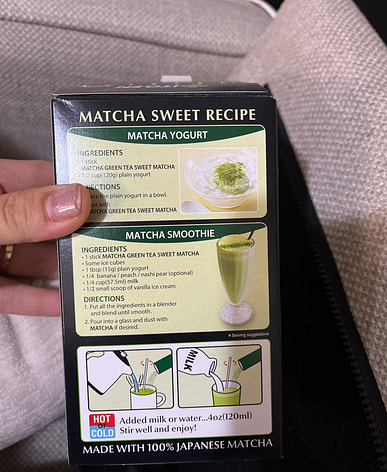 MATCHA SWEET RECIPE
MATCHA YOGURT
INGREDIENTS
1 stick
MATCHA GREEN TEA SWEET MATCHA
1/2 cup(120g) plain yogurt
ECTIONS
ce the plain yogurt in a bowl.
st with
ATCHA GREEN TEA SWEET MATCHA
MATCHA SMOOTHIE
INGREDIENTS
• 1 stick MATCHA GREEN TEA SWEET MATCHA
• Some ice cubes
• 1 tbsp (15g) plain yogurt
• 1/4 banana / peach / nashi pear (optional)
• 1/4 cup(57.5ml) milk
• 1/2 small scoop of vanilla ice cream
DIRECTIONS
1. Put all the ingredients in a blender
and blend until smooth.
2. Pour into a glass and dust with
MATCHA if desired.
• Serving suggestions
MILK
HOT
or
COLD
Added milk or water...4oz(120ml)
Stir well and enjoy!
MADE WITH 100% JAPANESE MATCHA